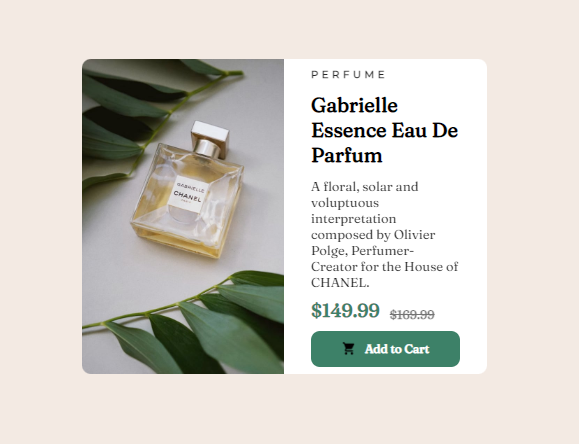 GABRIELLE
CHANEL
PARIS
PERFUME
Gabrielle
Essence Eau De
Parfum
A floral, solar and
voluptuous
interpretation
composed by Olivier
Polge, Perfumer-
Creator for the House of
CHANEL.
$149.99 $169.99
Add to Cart